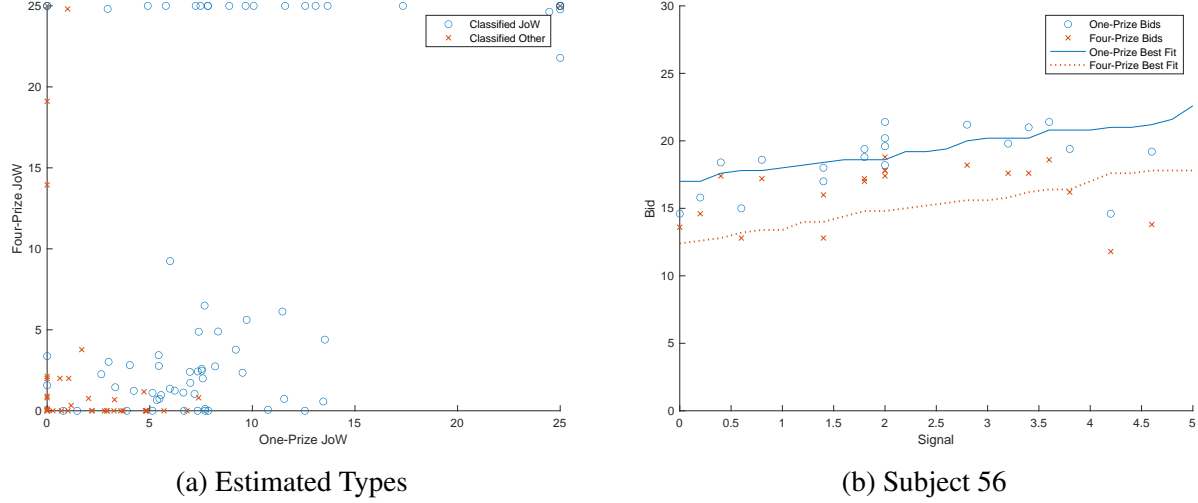 25
20
15
10
5
0
Four-Prize JoW
0
5
10
15
20
25
One-Prize JoW
Classified JoW
Classified Other
(a) Estimated Types
30
25
20
15
10
5
0
Bid
0
0.5
1
1.5
2
2.5
3
3.5
4
4.5
5
Signal
One-Prize Bids
Four-Prize Bids
One-Prize Best Fit
Four-Prize Best Fit
(b) Subject 56